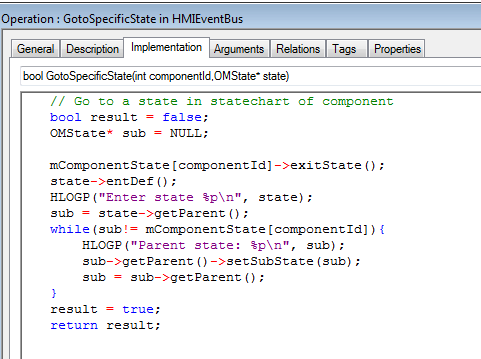 Operation : GotoSpecificState in HMIEventBus
General Description Implementation Arguments Relations Tags Properties
bool GotoSpecificState(int componentId,OMState* state)
// Go to a state in statechart of component
bool result = false;
OMState* sub = NULL;
mComponentState[componentId]->exitState();
state->entDef();
HLOGP("Enter state %p\n", state);
sub = state->getParent();
while(sub!= mComponentState[componentId]){
HLOGP("Parent state: %p\n", sub);
sub->getParent()->setSubState(sub);
sub = sub->getParent();
}
result = true;
return result;